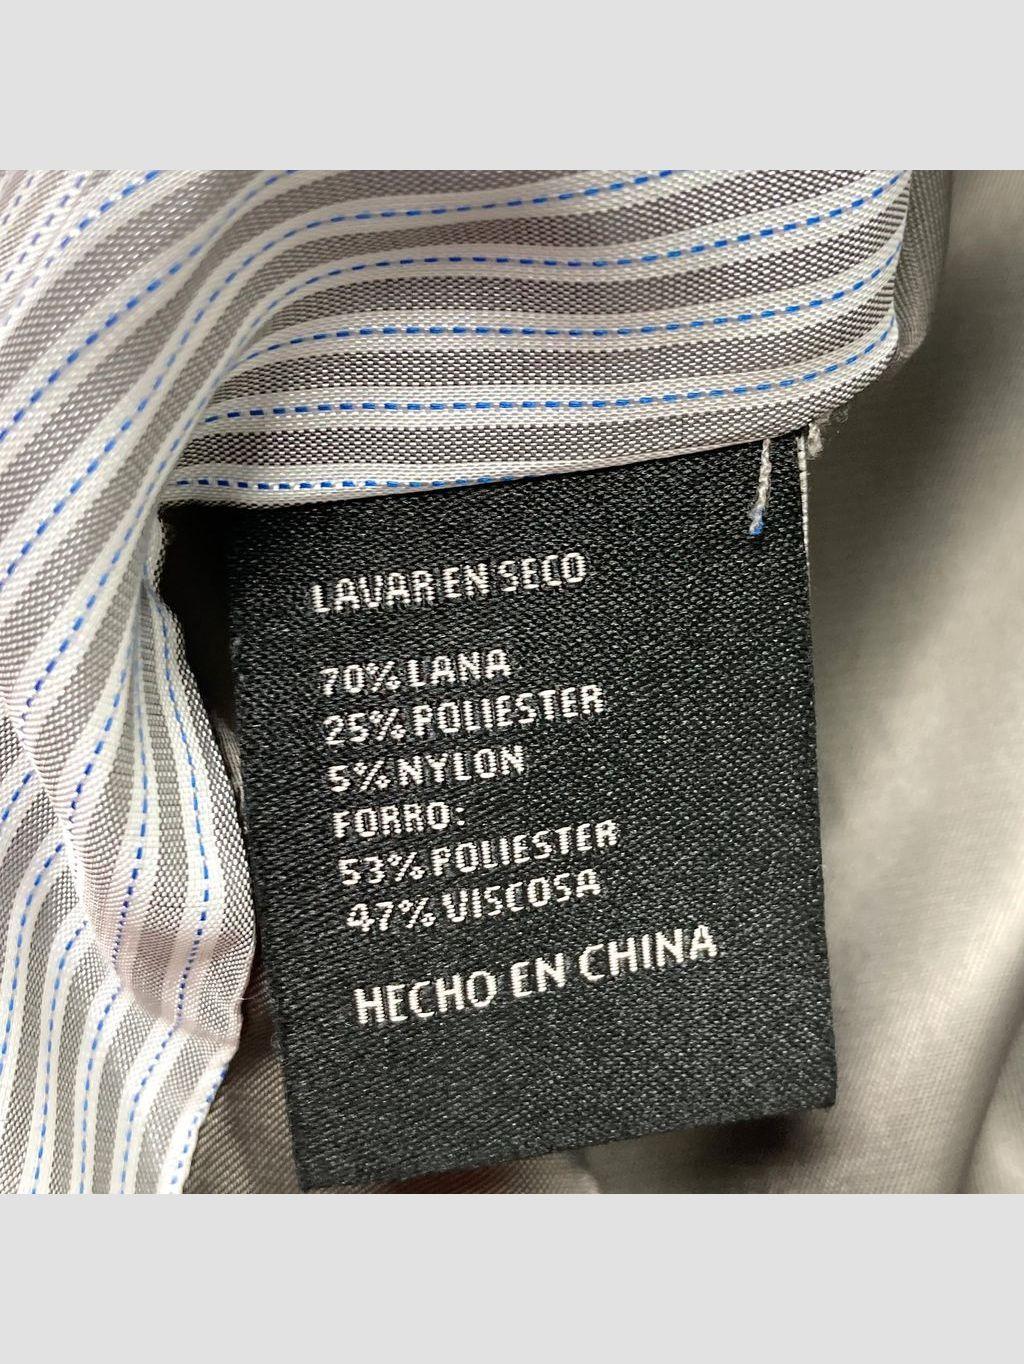 LAVAR EN SECO
70% LANA
25% POLIESTER
5% NYLON
FORRO:
53% POLIESTER
47% VISCOSA
HECHO EN CHINA